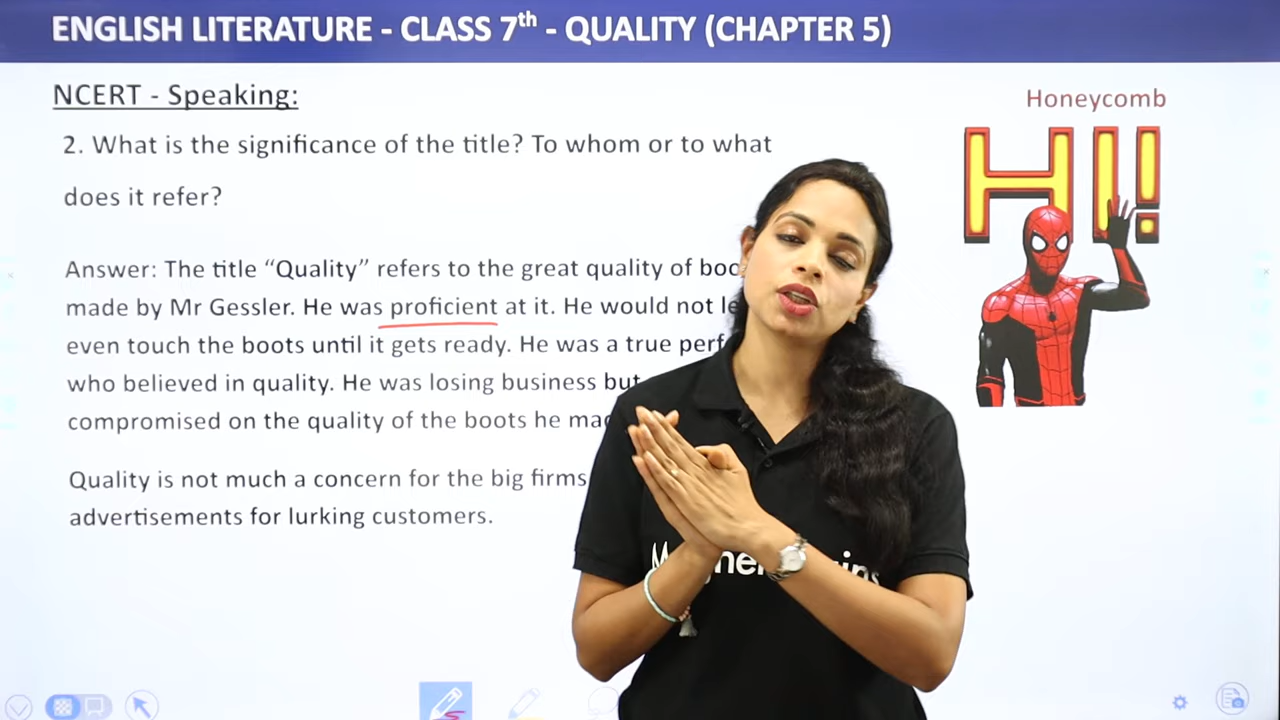 ENGLISH LITERATURE - CLASS 7th - QUALITY (CHAPTER 5)
NCERT - Speaking:
Honeycomb
HI!
2. What is the significance of the title? To whom or to what
does it refer?
Answer: The title “Quality” refers to the great quality of
made by Mr Gessler. He was proficient at it. He would not
even touch the boots until it gets ready. He was a true
who believed in quality. He was losing business but
compromised on the quality of the boots he
Quality is not much a concern for the big firms
advertisements for lurking customers.